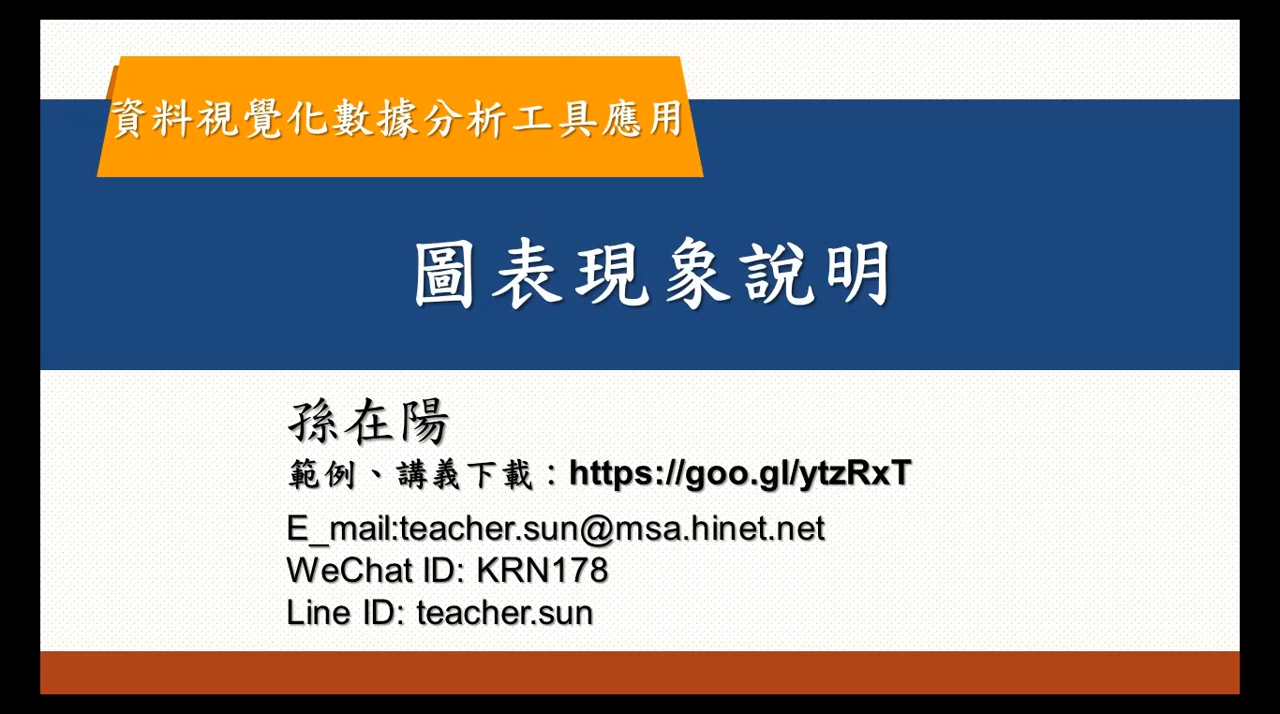 資料視覺化數據分析工具應用
圖表現象說明
孫在陽
範例、講義下載：https://goo.gl/ytzRxT
E_mail:teacher.sun@msa.hinet.net
WeChat ID: KRN178
Line ID: teacher.sun